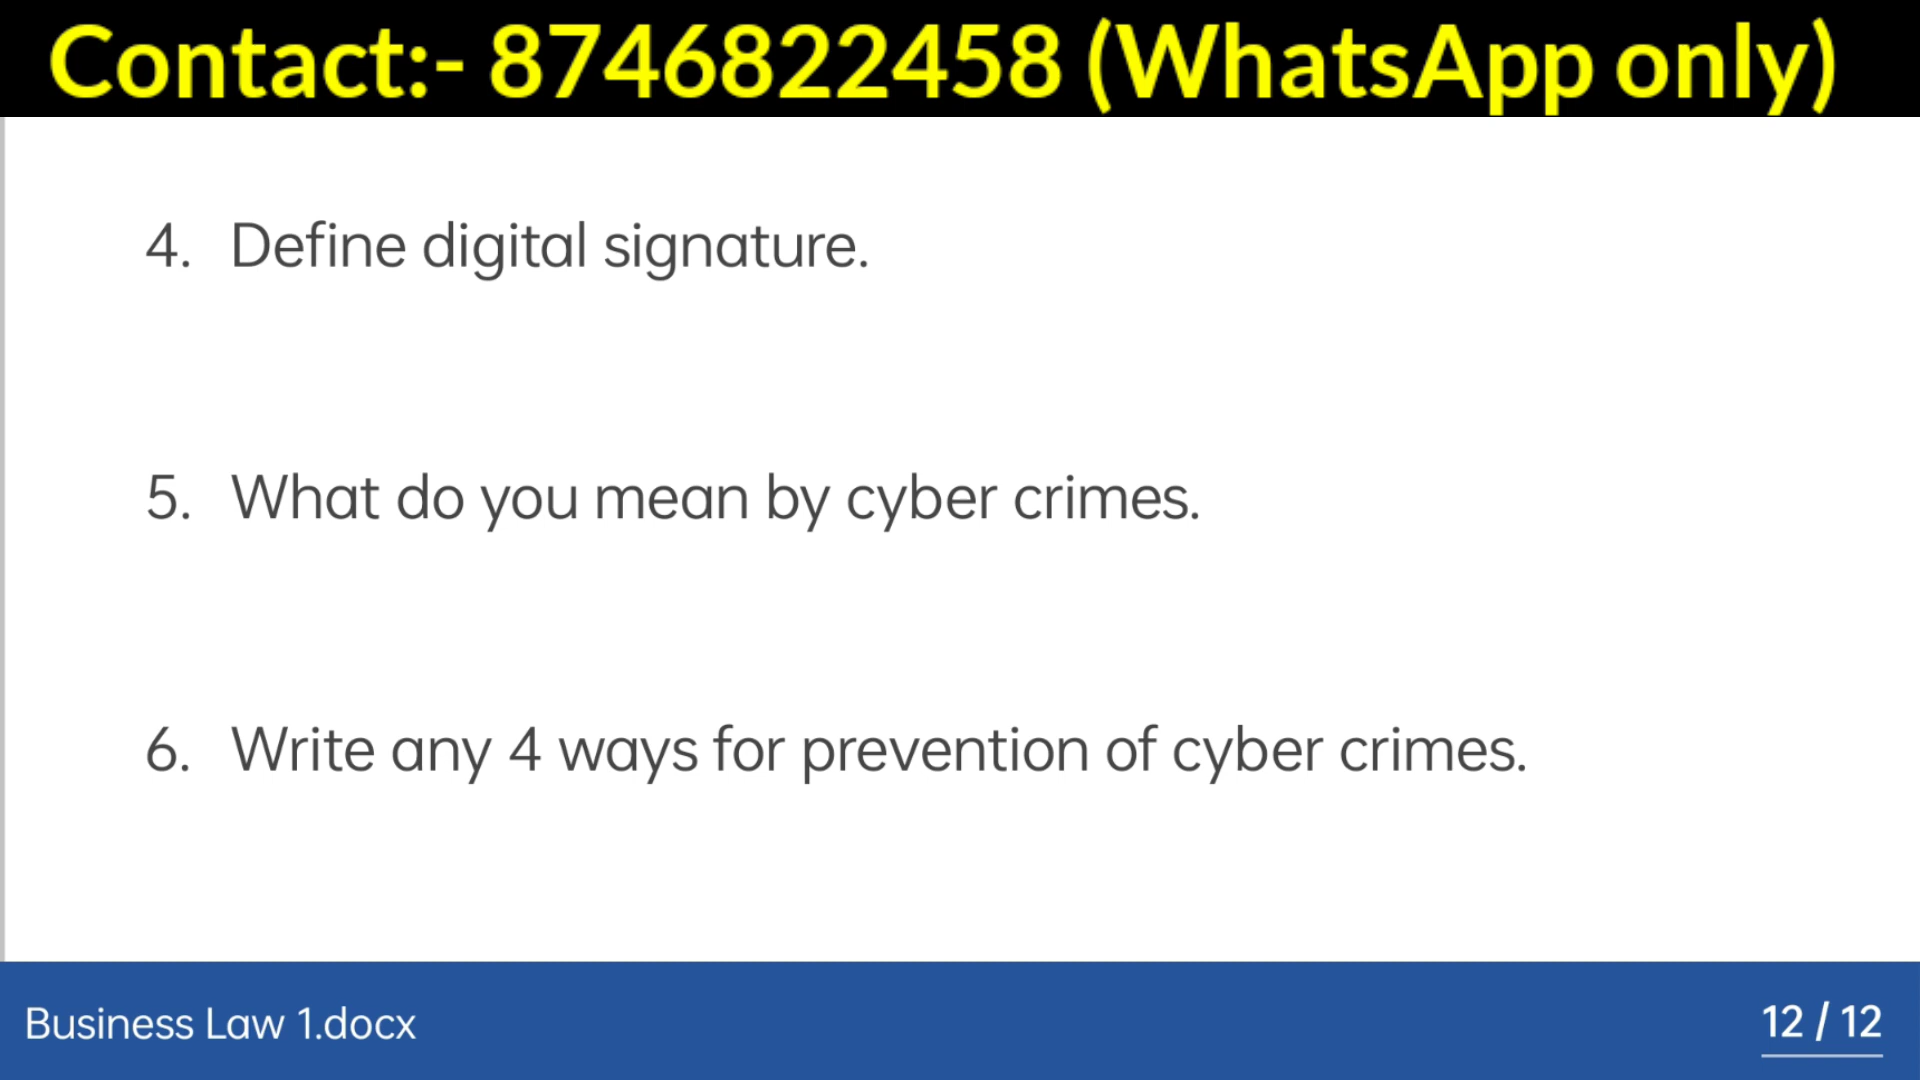 Contact:- 8746822458 (WhatsApp only)
4. Define digital signature.
5. What do you mean by cyber crimes.
6. Write any 4 ways for prevention of cyber crimes.
Business Law 1.docx
12 / 12